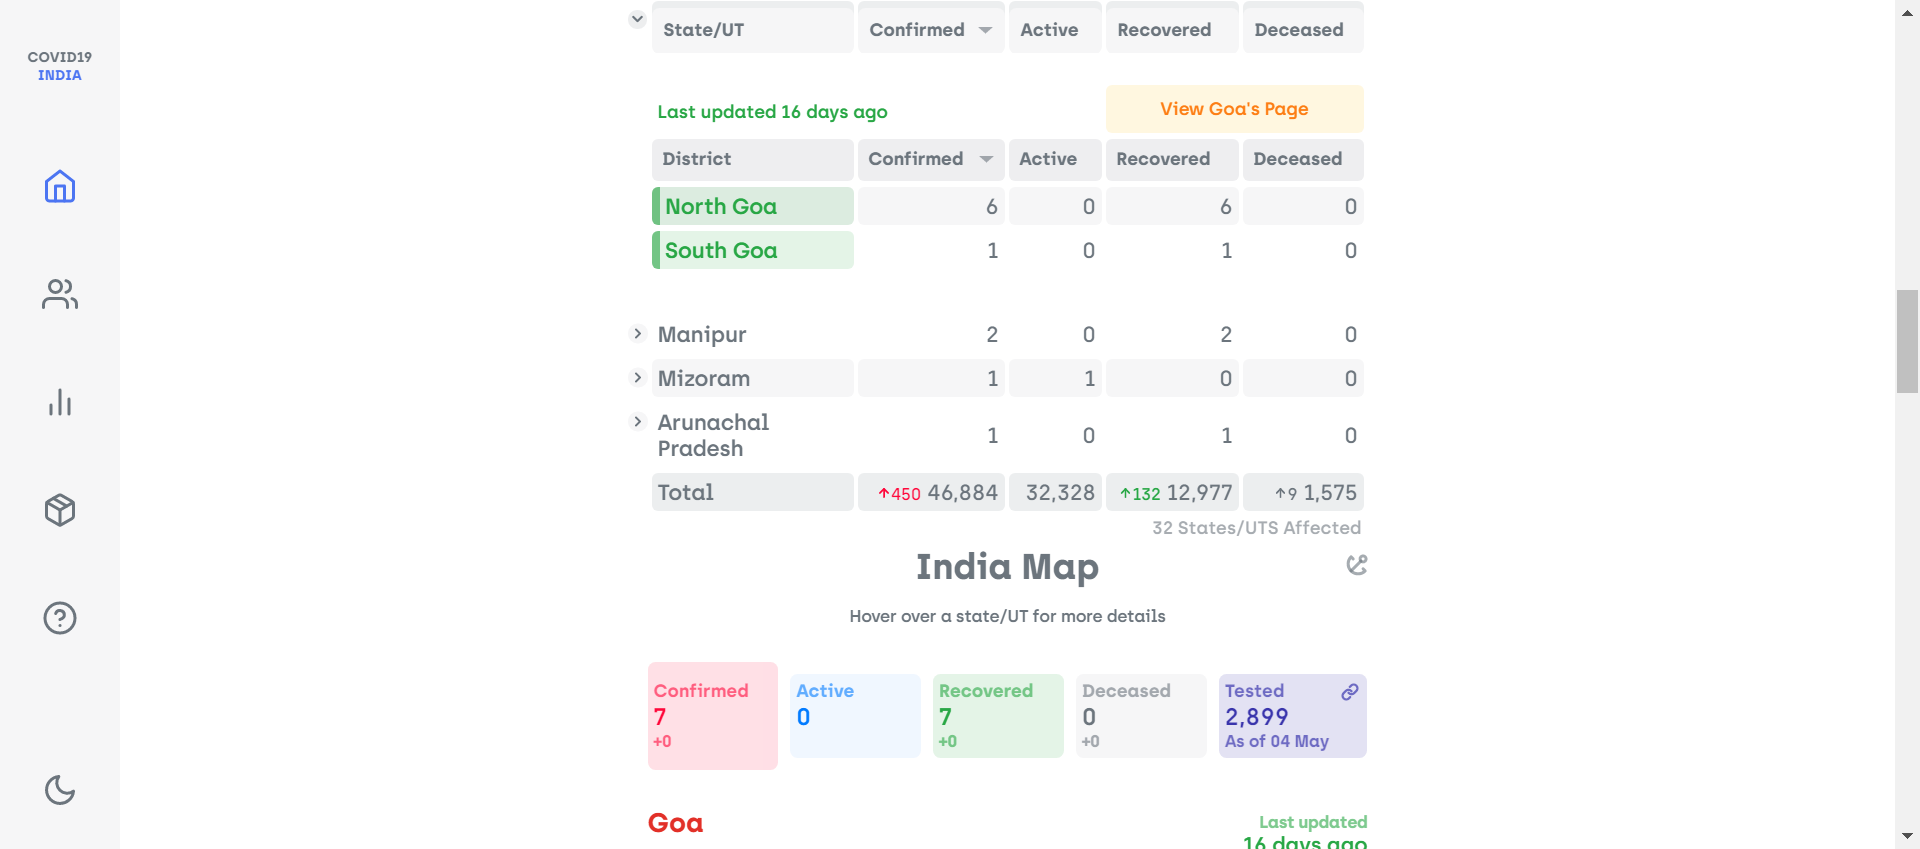 COVID19
INDIA
State/UT Confirmed Active Recovered Deceased
Last updated 16 days ago View Goa's Page
District Confirmed Active Recovered Deceased
North Goa 6 0 6 0
South Goa 1 0 1 0
Manipur 2 0 2 0
Mizoram 1 1 0 0
Arunachal
Pradesh 1 0 1 0
Total ↑450 46,884 32,328 ↑132 12,977 ↑9 1,575
32 States/UTS Affected
India Map
Hover over a state/UT for more details
Confirmed
7
+0
Active
0
Recovered
7
+0
Deceased
0
+0
Tested
2,899
As of 04 May
Goa
Last updated
16 days ago